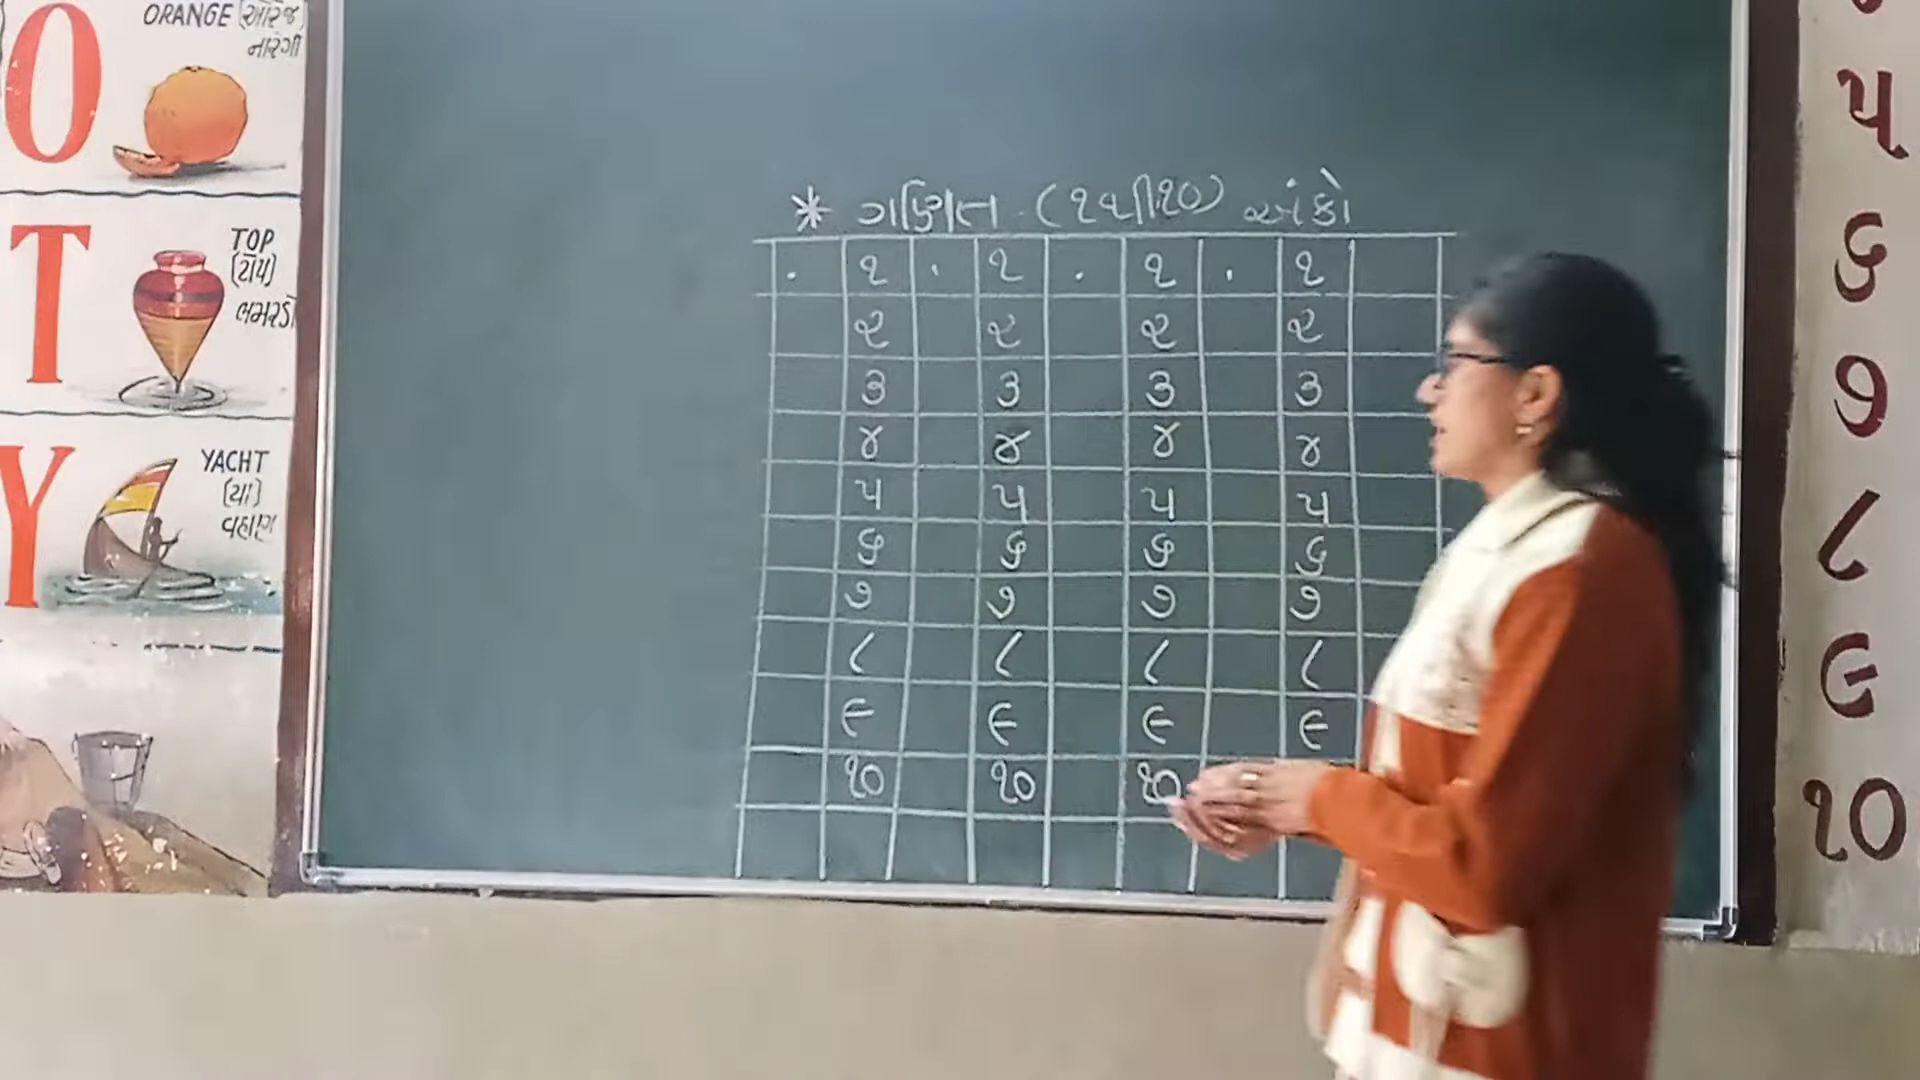 O
ORANGE (ઓરેંજ)
નારંગી
T
TOP
(ટૉપ)
ભમરડો
Y
YACHT
(યા)
વહાણ
* ગણિત (૧થી૧૦) અંકો
. ૧ . ૧ . ૧ . ૧
૨ ૨ ૨ ૨
૩ ૩ ૩ ૩
૪ ૪ ૪ ૪
૫ ૫ ૫ ૫
૬ ૬ ૬ ૬
૭ ૭ ૭ ૭
૮ ૮ ૮ ૮
૯ ૯ ૯ ૯
૧૦ ૧૦ ૧૦
૫
૬
૭
૮
૯
૧૦